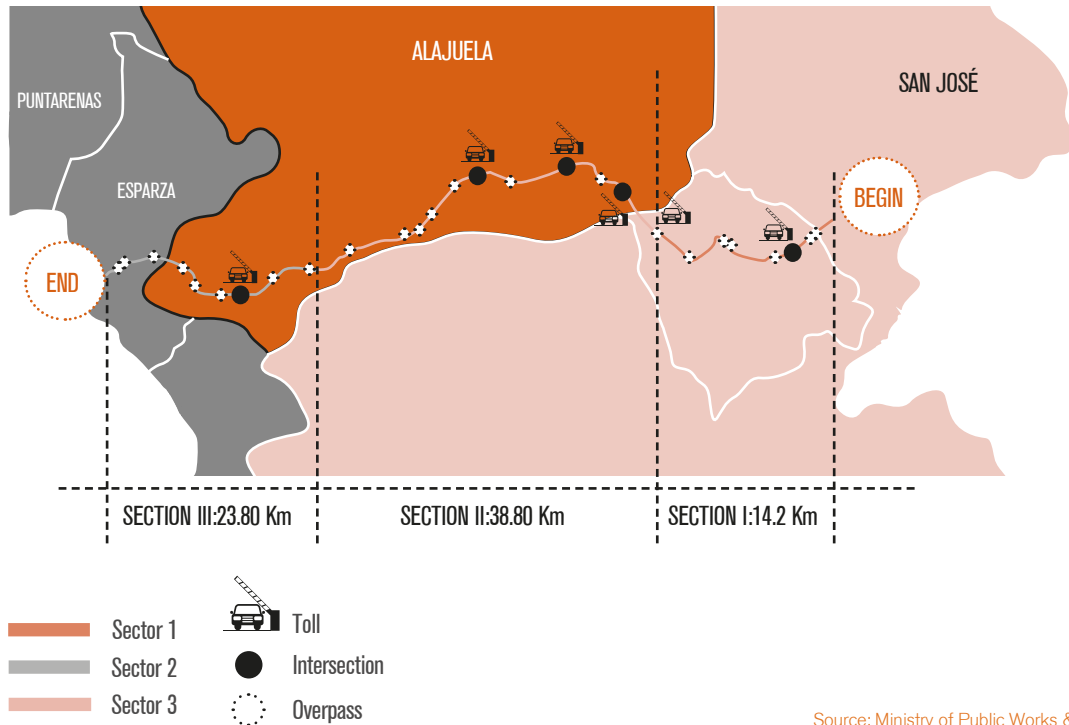 ALAJUELA
SAN JOSÉ
PUNTARENAS
ESPARZA
BEGIN
END
SECTION III:23.80 Km
SECTION II:38.80 Km
SECTION I:14.2 Km
Sector 1
Sector 2
Sector 3
Toll
Intersection
Overpass
Source: Ministry of Public Works &